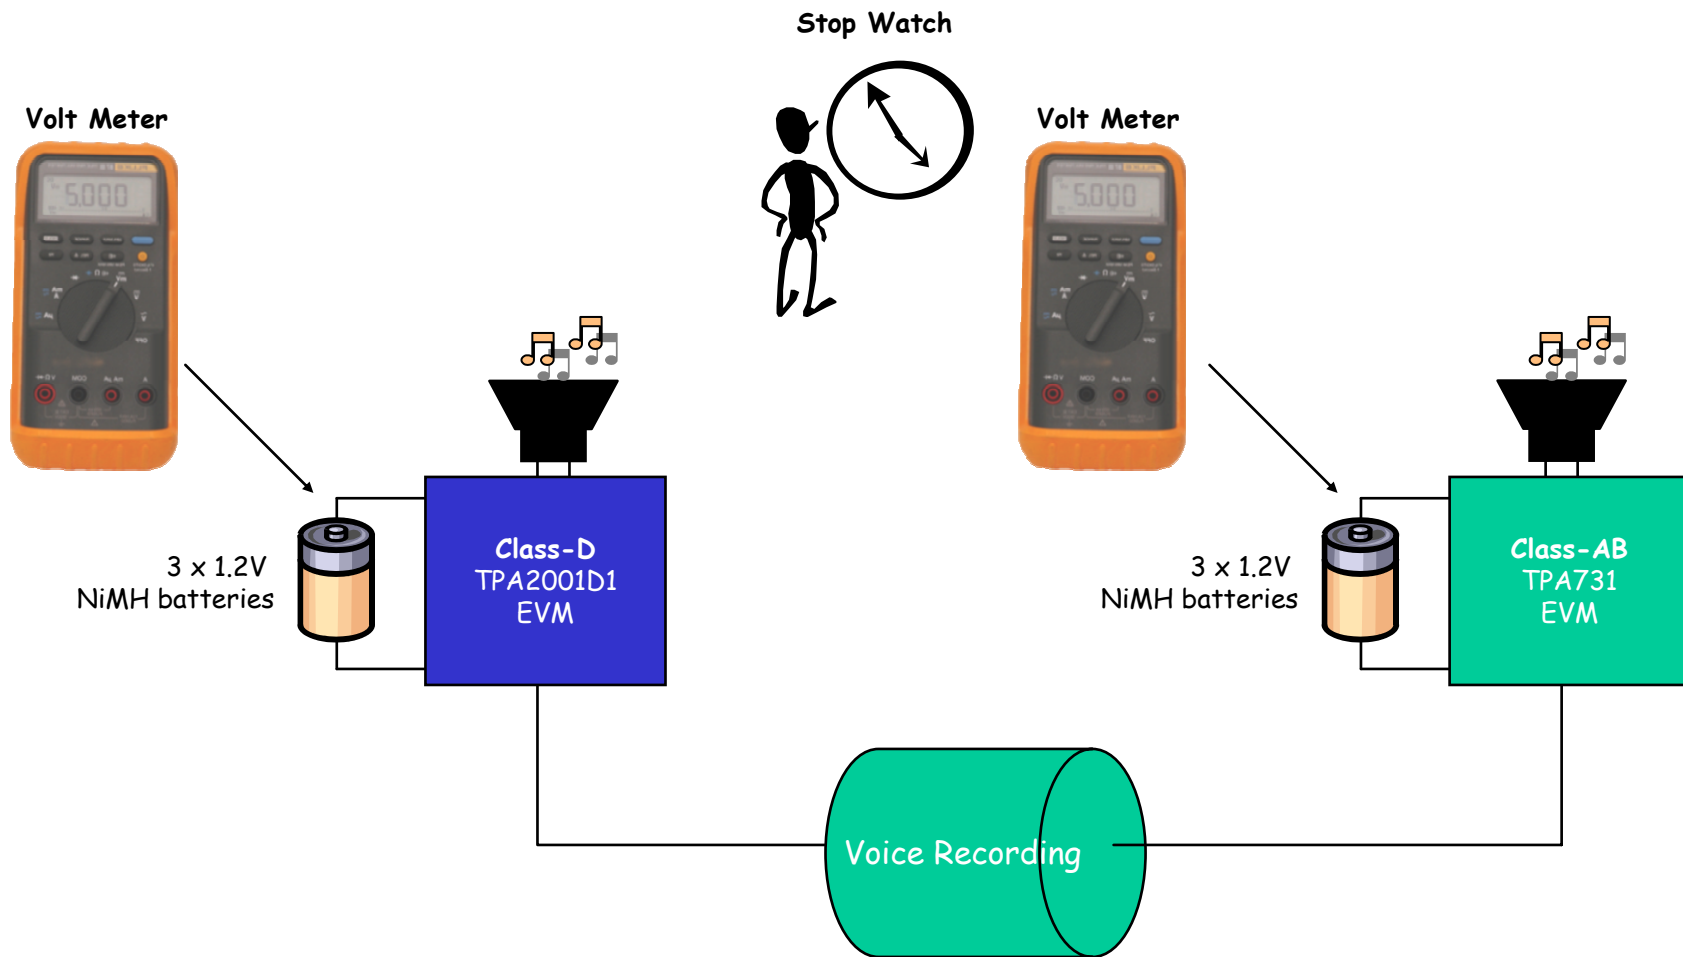 Stop Watch
Volt Meter
Volt Meter
5.000
5.000
3 x 1.2V
NiMH batteries
Class-D
TPA2001D1
EVM
3 x 1.2V
NiMH batteries
Class-AB
TPA731
EVM
Voice Recording